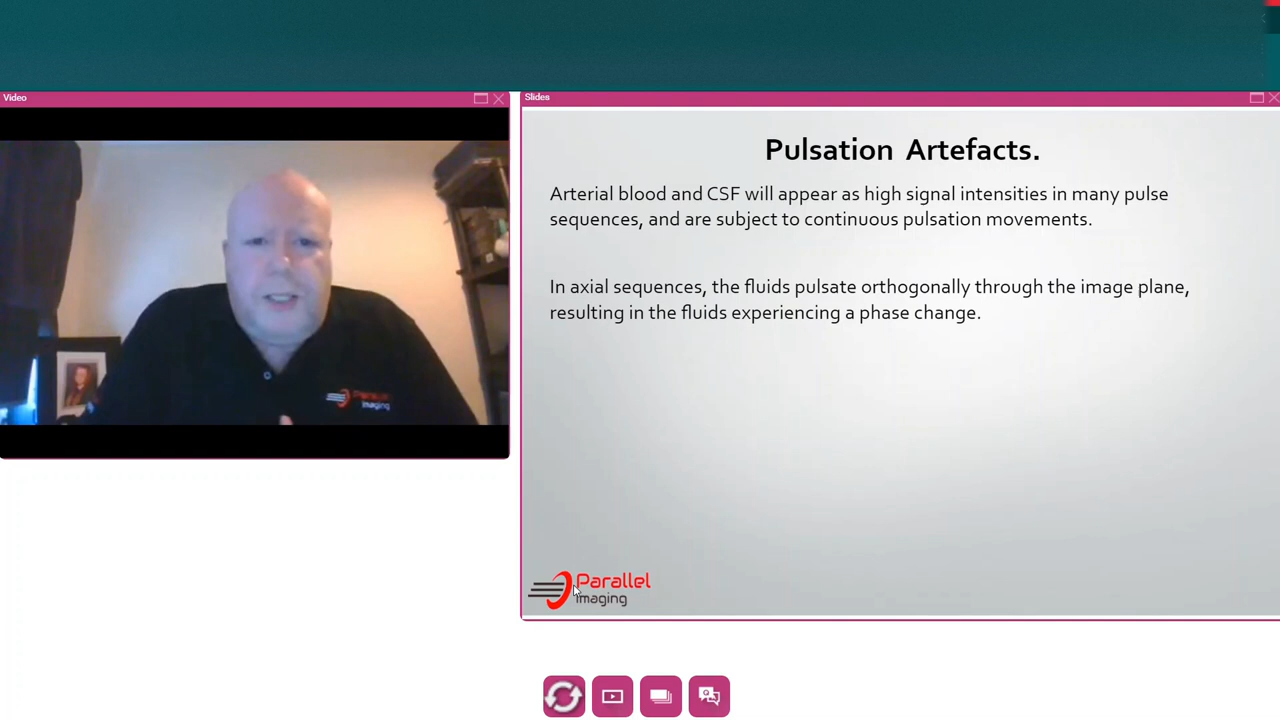 Video
Slides
Pulsation Artefacts.
Arterial blood and CSF will appear as high signal intensities in many pulse
sequences, and are subject to continuous pulsation movements.
In axial sequences, the fluids pulsate orthogonally through the image plane,
resulting in the fluids experiencing a phase change.
Parallel
Imaging
Parallel
Imaging